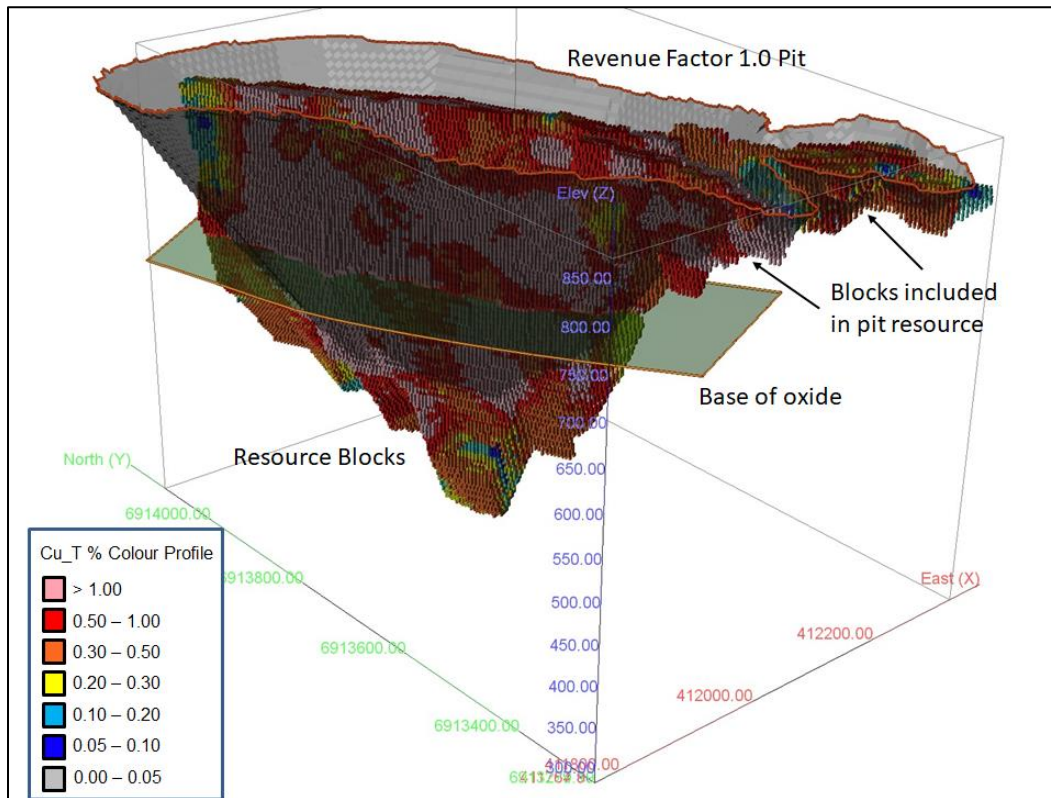 Revenue Factor 1.0 Pit
Elev (Z)
850.00
Blocks included
in pit resource
800.00
750.00
Base of oxide
700.00
Resource Blocks
650.00
North (Y)
600.00
6914000.00
550.00
Cu_T % Colour Profile
6913800.00
500.00
East (X)
> 1.00
0.50 – 1.00
450.00
412200.00
0.30 – 0.50
6913600.00
400.00
0.20 – 0.30
412000.00
0.10 – 0.20
350.00
6913400.00
0.05 – 0.10
300.00
411800.00
0.00 – 0.05